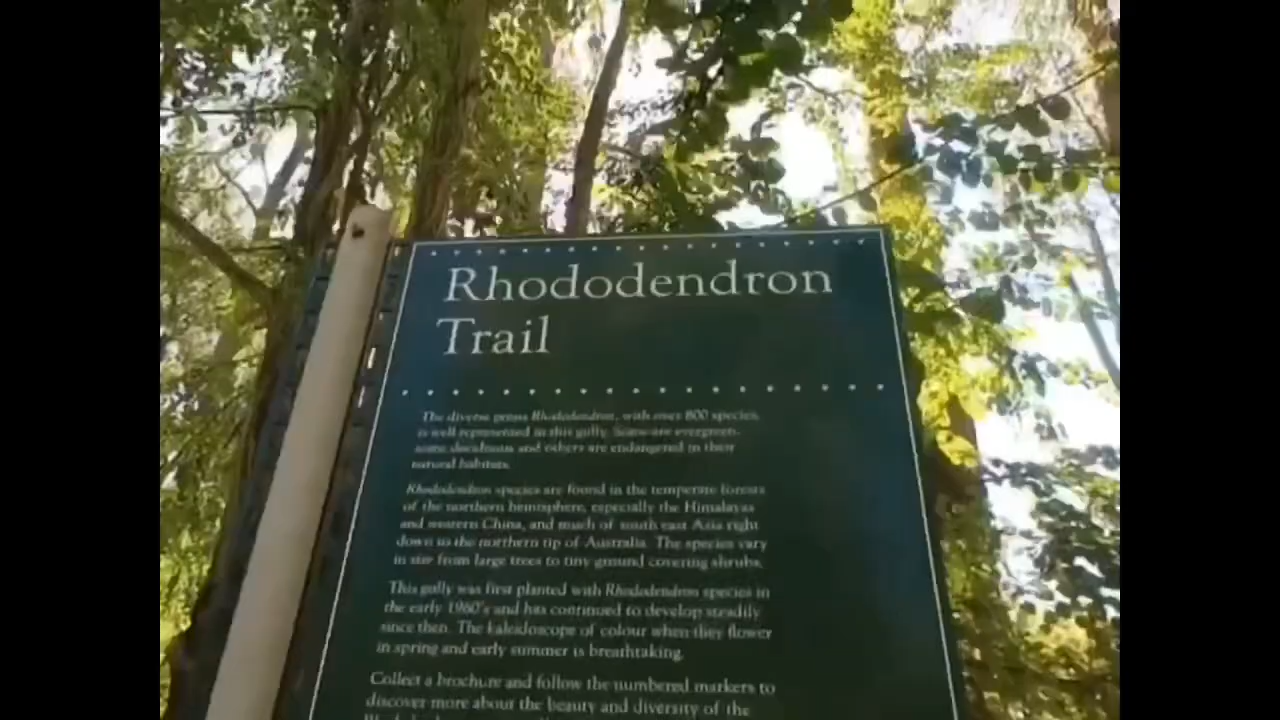 Rhododendron
Trail
The diverse genus Rhododendron, with over 800 species,
is well represented in this gully. Some are evergreen,
some deciduous and others are endangered in their
natural habitats.
Rhododendron species are found in the temperate forests
of the northern hemisphere, especially the Himalayas
and western China, and much of south east Asia right
down to the northern tip of Australia. The species vary
in size from large trees to tiny ground covering shrubs.
This gully was first planted with Rhododendron species in
the early 1960's and has continued to develop steadily
since then. The kaleidoscope of colour when they flower
in spring and early summer is breathtaking.
Collect a brochure and follow the numbered markers to
discover more about the beauty and diversity of the